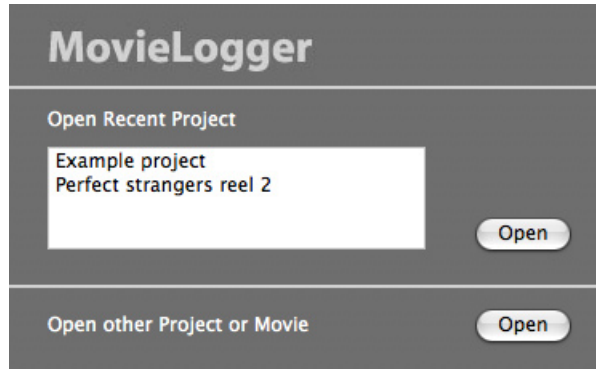 MovieLogger
Open Recent Project
Example project
Perfect strangers reel 2
Open
Open other Project or Movie
Open